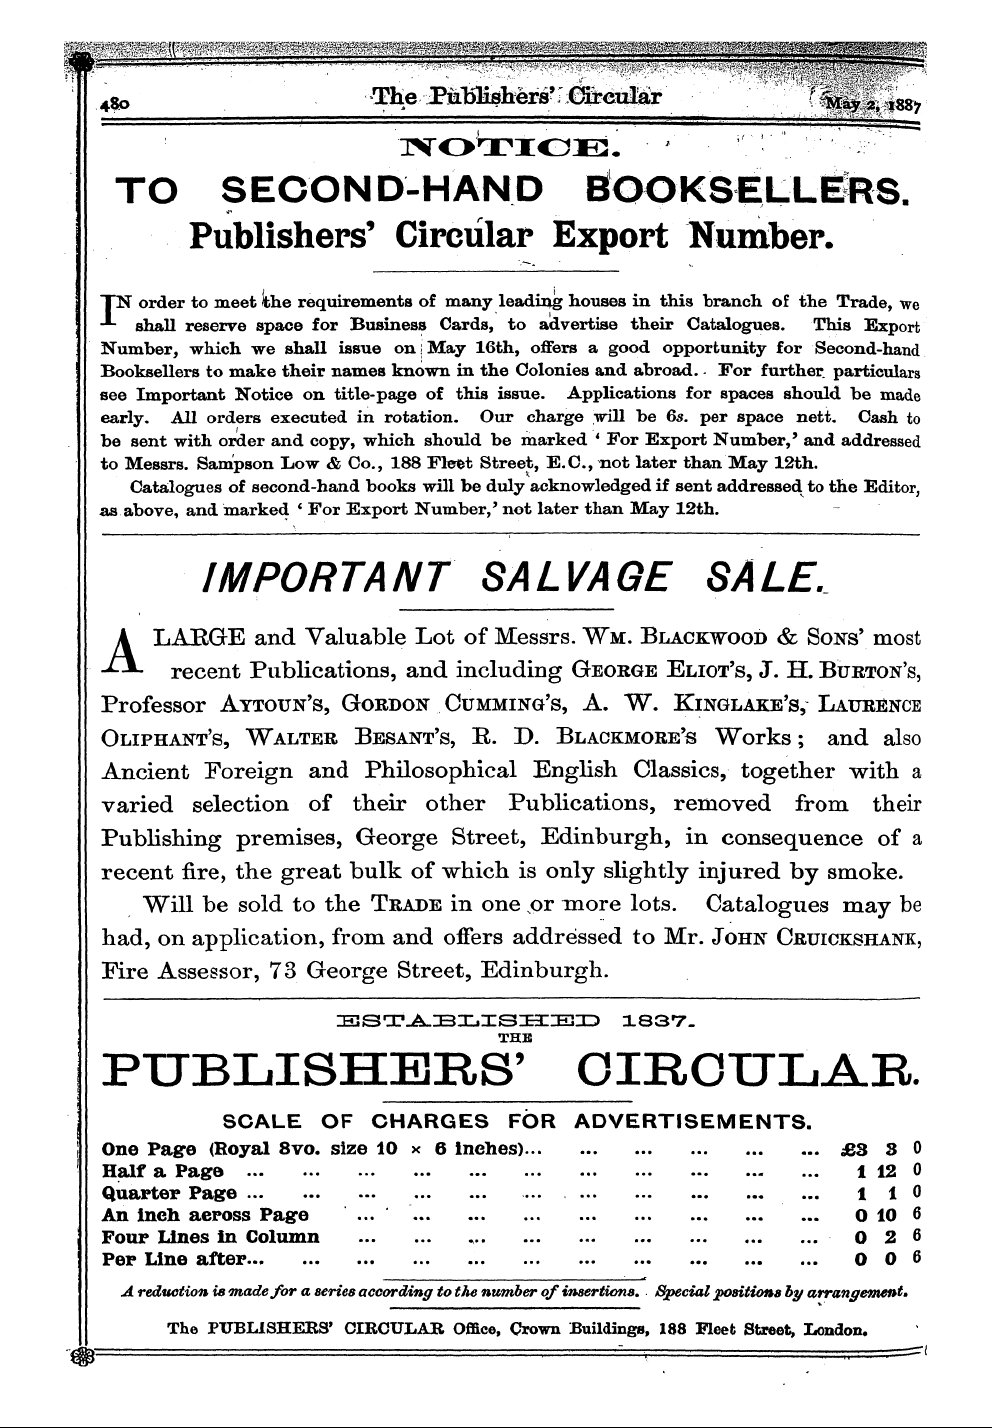 480 The Publishers' Circular May 2, 1887
NOTICE.
TO SECOND-HAND BOOKSELLERS.
Publishers' Circular Export Number.
IN order to meet the requirements of many leading houses in this branch of the Trade, we
shall reserve space for Business Cards, to advertise their Catalogues. This Export
Number, which we shall issue on May 16th, offers a good opportunity for Second-hand
Booksellers to make their names known in the Colonies and abroad. For further particulars
see Important Notice on title-page of this issue. Applications for spaces should be made
early. All orders executed in rotation. Our charge will be 6s. per space nett. Cash to
be sent with order and copy, which should be marked ‘ For Export Number,’ and addressed
to Messrs. Sampson Low & Co., 188 Fleet Street, E.C., not later than May 12th.
Catalogues of second-hand books will be duly acknowledged if sent addressed to the Editor,
as above, and marked ‘ For Export Number,’ not later than May 12th.
IMPORTANT SALVAGE SALE.
A LARGE and Valuable Lot of Messrs. WM. BLACKWOOD & SONS’ most
recent Publications, and including GEORGE ELIOT’S, J. H. BURTON’S,
Professor AYTOUN’S, GORDON CUMMING’S, A. W. KINGLAKE’S, LAURENCE
OLIPHANT’S, WALTER BESANT’S, R. D. BLACKMORE’S Works ; and also
Ancient Foreign and Philosophical English Classics, together with a
varied selection of their other Publications, removed from their
Publishing premises, George Street, Edinburgh, in consequence of a
recent fire, the great bulk of which is only slightly injured by smoke.
Will be sold to the TRADE in one or more lots. Catalogues may be
had, on application, from and offers addressed to Mr. JOHN CRUICKSHANK,
Fire Assessor, 73 George Street, Edinburgh.
ESTABLISHED 1837.
THE
PUBLISHERS’ CIRCULAR.
SCALE OF CHARGES FOR ADVERTISEMENTS.
One Page (Royal 8vo. size 10 × 6 inches)... ... ... ... ... ... £3 3 0
Half a Page ... ... ... ... ... ... ... ... ... ... ... 1 12 0
Quarter Page ... ... ... ... ... ... ... ... ... ... ... 1 1 0
An inch across Page ... ... ... ... ... ... ... ... ... 0 10 6
Four Lines in Column ... ... ... ... ... ... ... ... ... 0 2 6
Per Line after... ... ... ... ... ... ... ... ... ... ... 0 0 6
A reduction is made for a series according to the number of insertions. Special positions by arrangement.
The PUBLISHERS’ CIRCULAR Office, Crown Buildings, 188 Fleet Street, London.